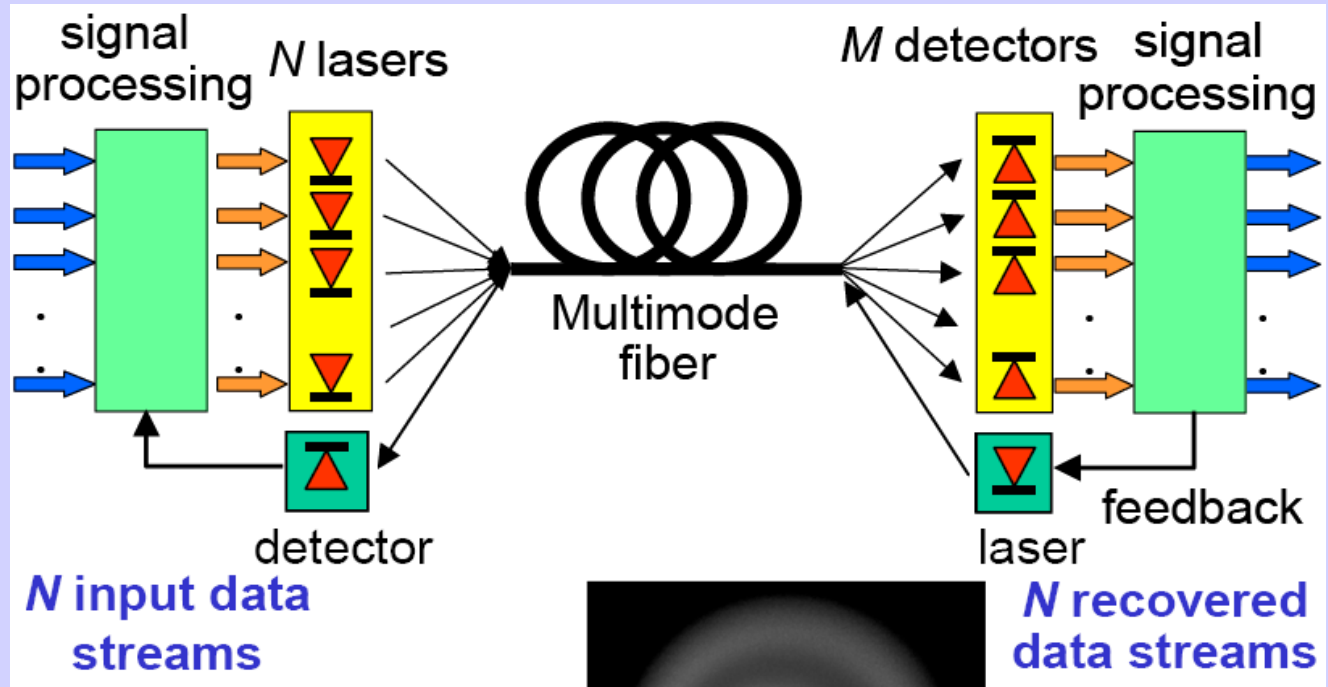 signal
processing
N lasers
M detectors
signal
processing
Multimode
fiber
detector
laser
feedback
N input data
streams
N recovered
data streams